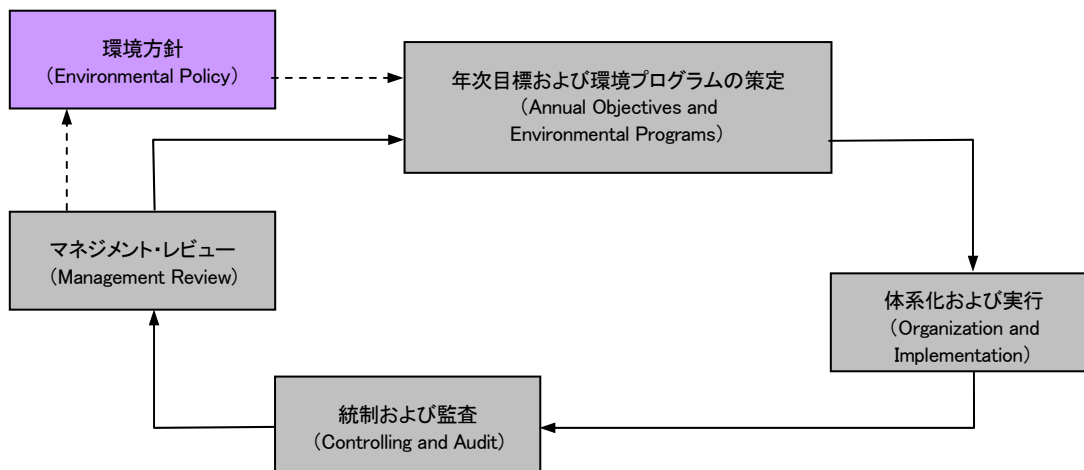 環境方針
（Environmental Policy）
年次目標および環境プログラムの策定
（Annual Objectives and
Environmental Programs）
マネジメント・レビュー
（Management Review）
体系化および実行
（Organization and
Implementation）
統制および監査
（Controlling and Audit）